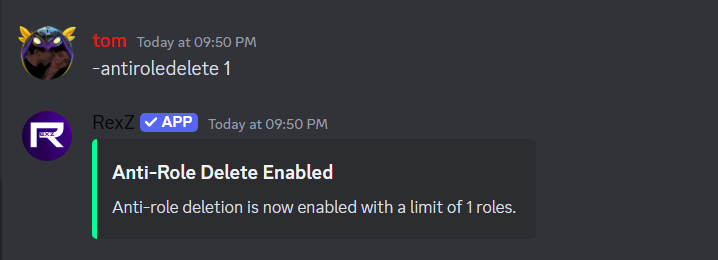 tom Today at 09:50 PM
-antiroledelete 1
REXZ
RexZ ✓ APP Today at 09:50 PM
Anti-Role Delete Enabled
Anti-role deletion is now enabled with a limit of 1 roles.